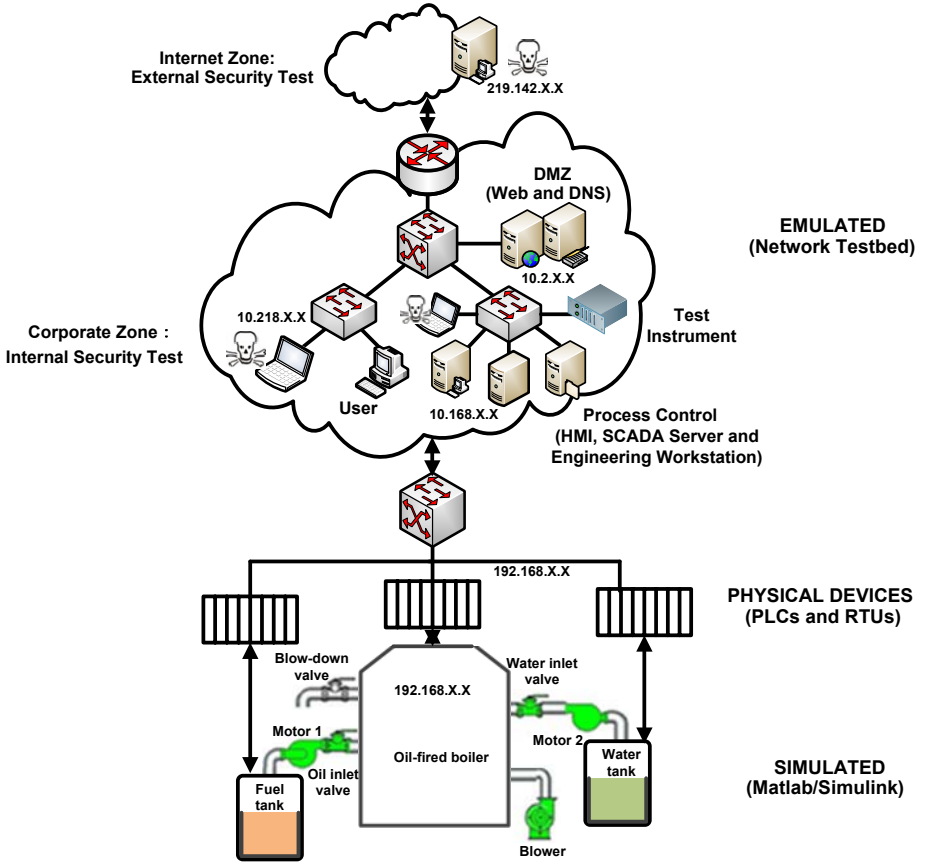 Internet Zone:
External Security Test
219.142.X.X
DMZ
(Web and DNS)
10.2.X.X
EMULATED
(Network Testbed)
Corporate Zone :
Internal Security Test
10.218.X.X
User
10.168.X.X
Test
Instrument
Process Control
(HMI, SCADA Server and
Engineering Workstation)
192.168.X.X
PHYSICAL DEVICES
(PLCs and RTUs)
Blow-down
valve
192.168.X.X
Water inlet
valve
Motor 1
Oil inlet
valve
Oil-fired boiler
Motor 2
Fuel
tank
Water
tank
Blower
SIMULATED
(Matlab/Simulink)